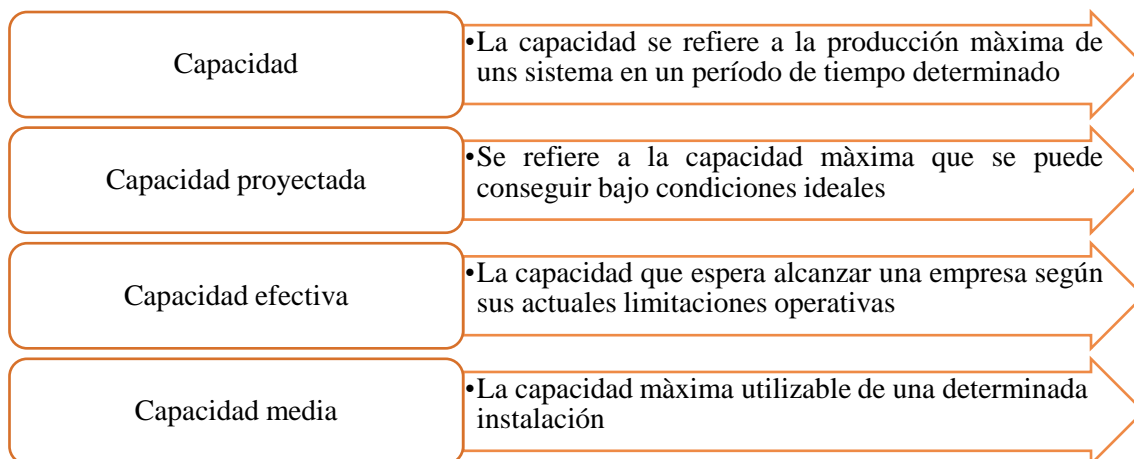 Capacidad
•La capacidad se refiere a la producción màxima de
uns sistema en un período de tiempo determinado
Capacidad proyectada
•Se refiere a la capacidad màxima que se puede
conseguir bajo condiciones ideales
Capacidad efectiva
•La capacidad que espera alcanzar una empresa según
sus actuales limitaciones operativas
Capacidad media
•La capacidad màxima utilizable de una determinada
instalación